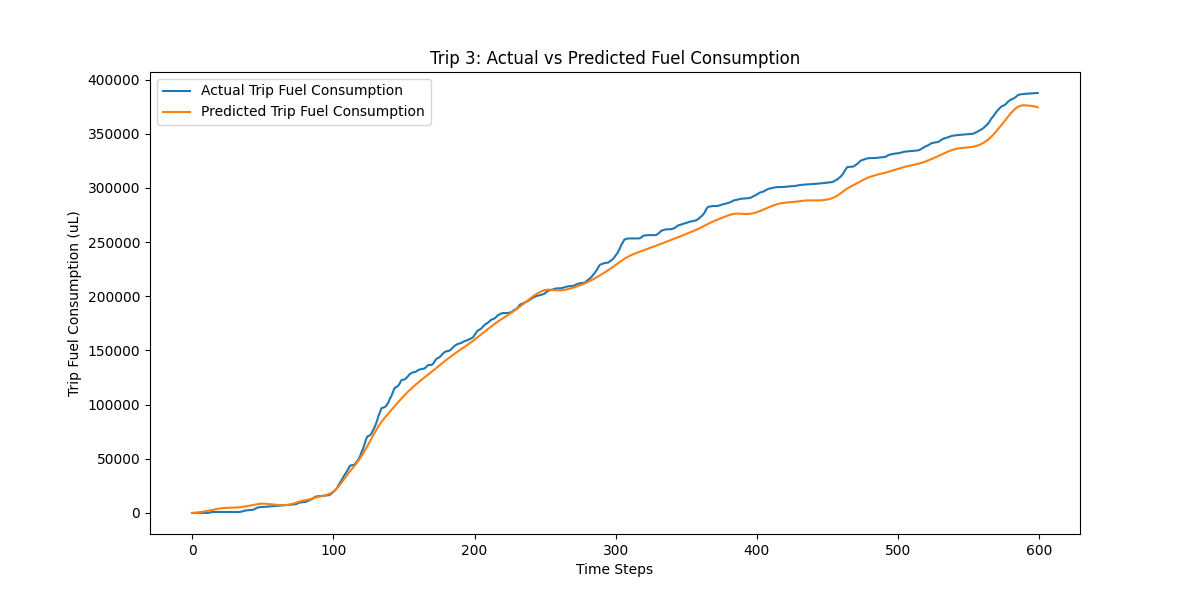 Trip 3: Actual vs Predicted Fuel Consumption
Actual Trip Fuel Consumption
Predicted Trip Fuel Consumption
Trip Fuel Consumption (uL)
400000
350000
300000
250000
200000
150000
100000
50000
0
0 100 200 300 400 500 600
Time Steps